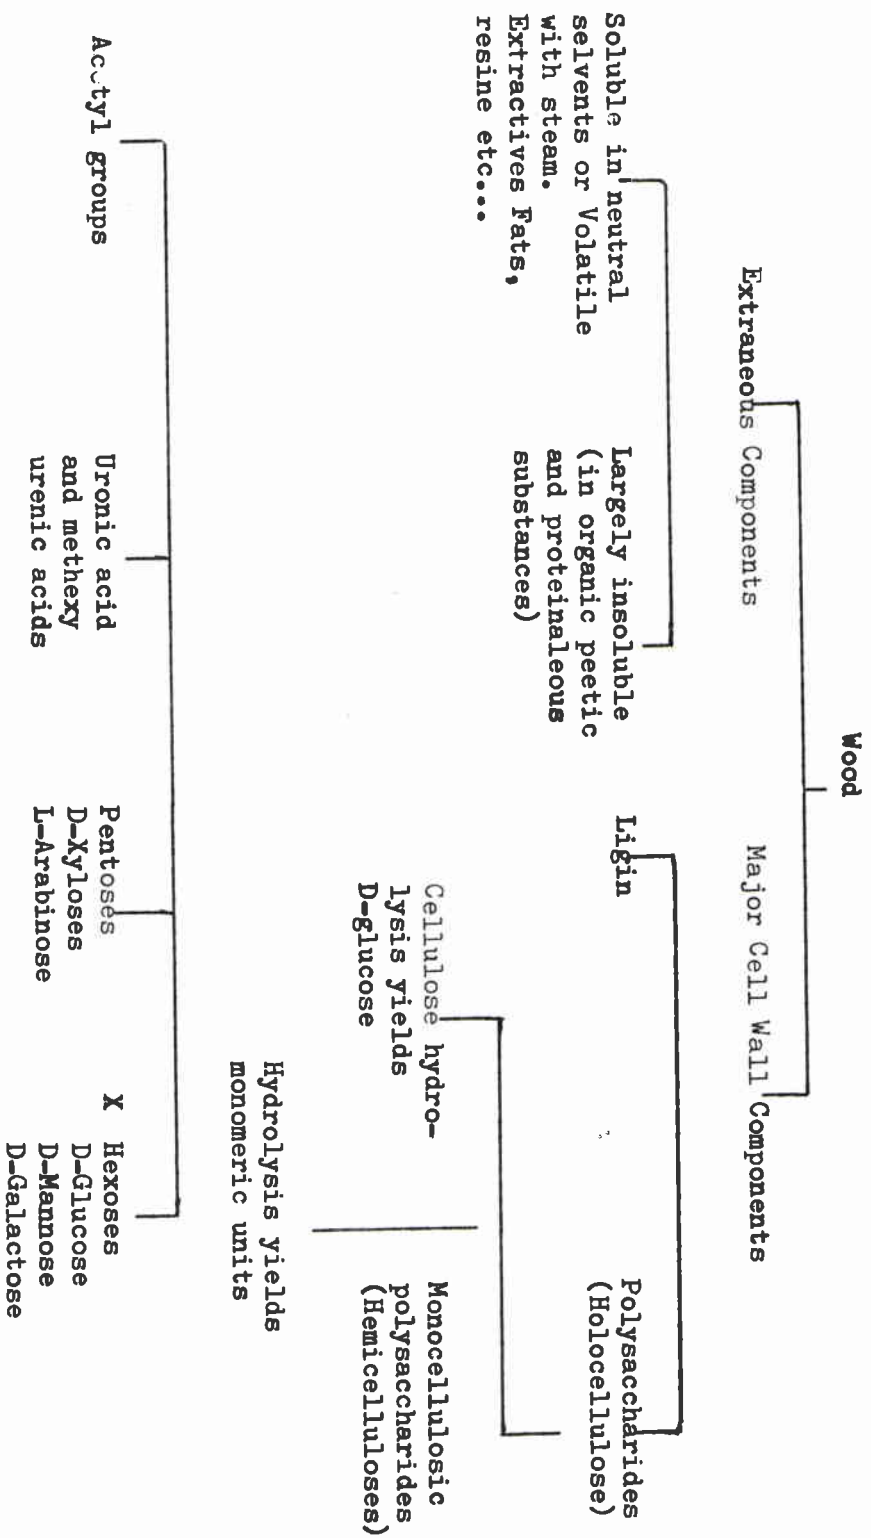 Wood
Extraneous Components
Major Cell Wall Components
Soluble in neutral
selvents or Volatile
with steam.
Extractives Fats,
resine etc...
Largely insoluble
(in organic peetic
and proteinaleous
substances)
Ligin
Polysaccharides
(Holocellulose)
Cellulose hydro-
lysis yields
D-glucose
Monocellulosic
polysaccharides
(Hemicelluloses)
Hydrolysis yields
monomeric units
Acetyl groups
Uronic acid
and methexy
urenic acids
Pentoses
D-Xyloses
L-Arabinose
X Hexoses
D-Glucose
D-Mannose
D-Galactose